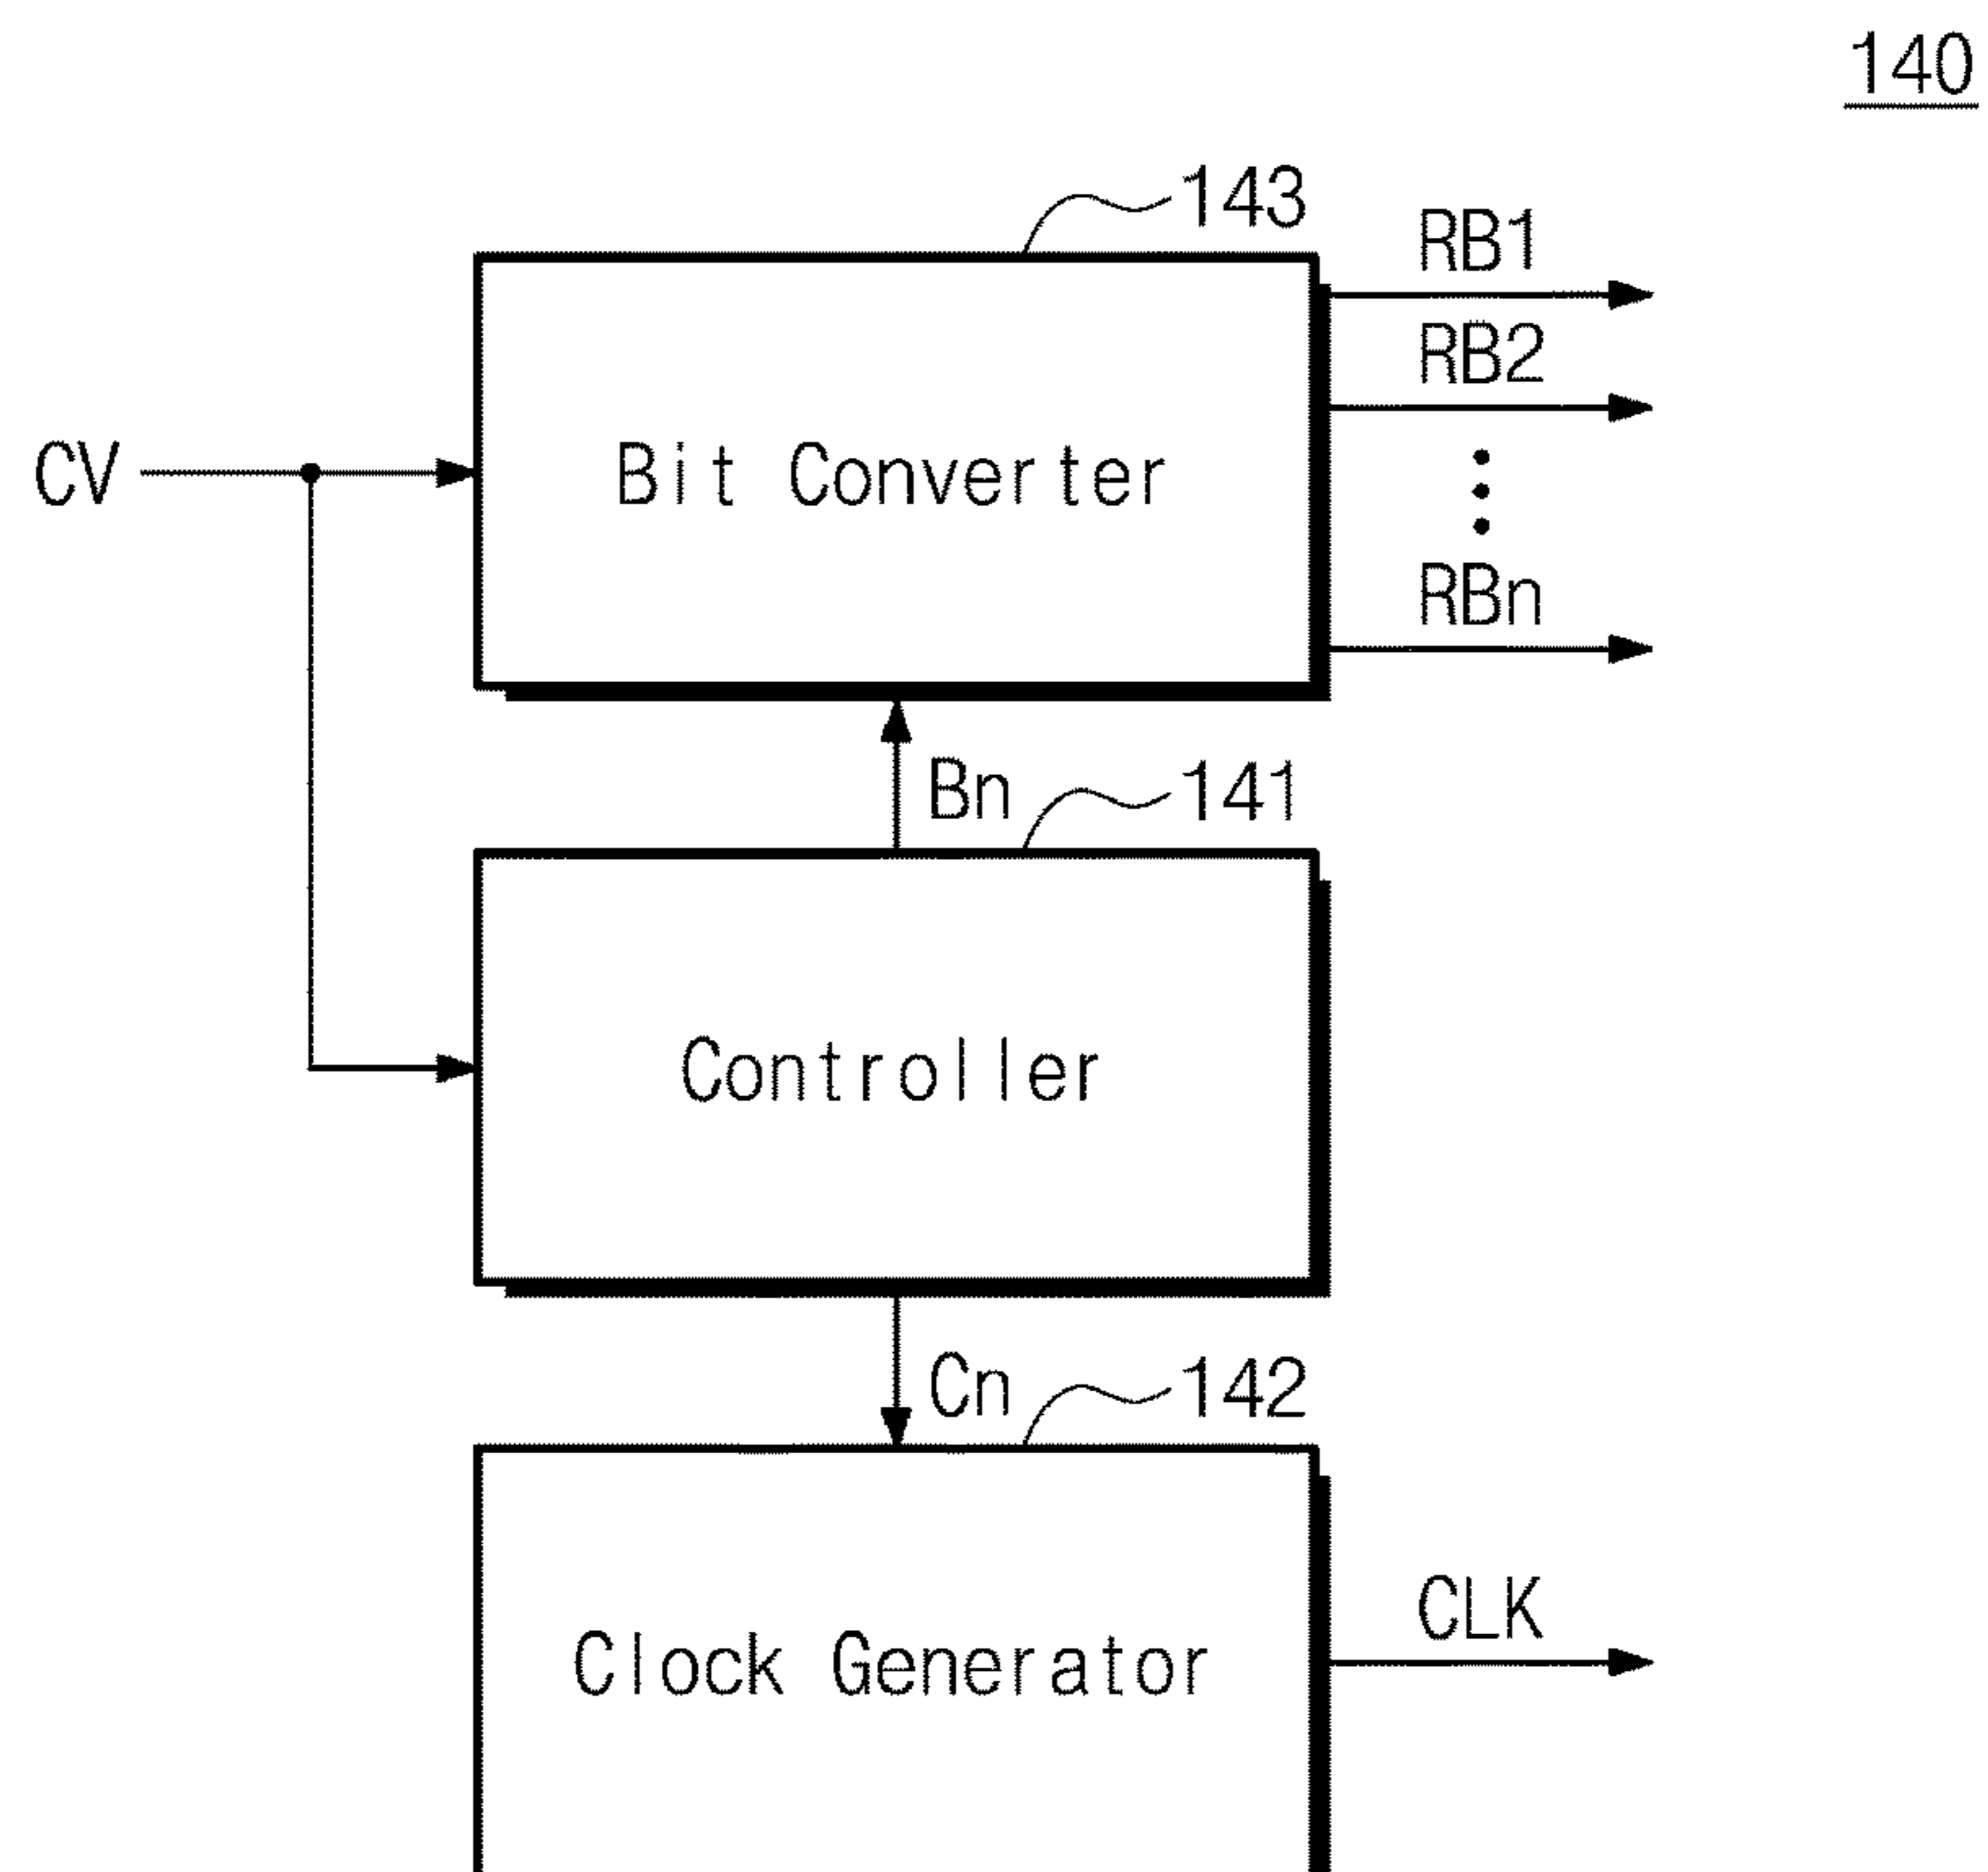 140
143
RB1
RB2
CV
Bit Converter
RBn
Bn
141
Controller
Cn
142
CLK
Clock Generator